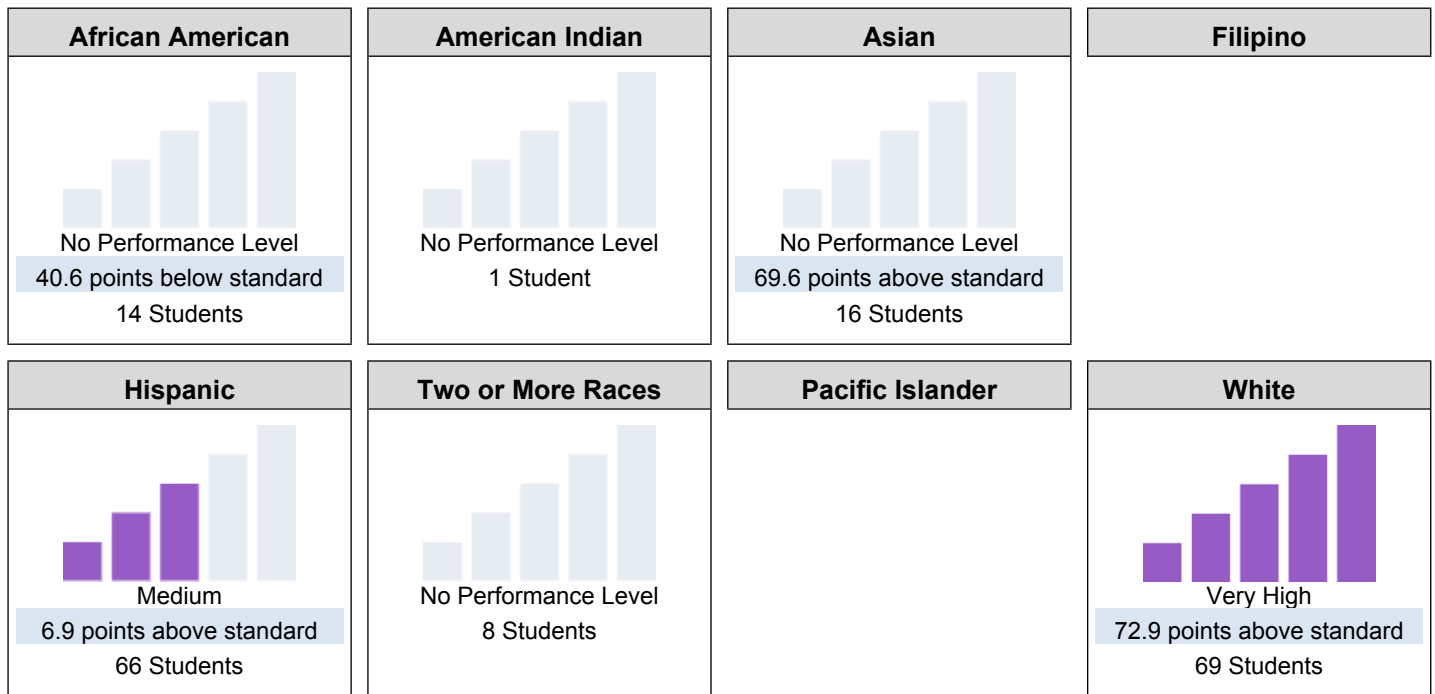 African American
No Performance Level
40.6 points below standard
14 Students
American Indian
No Performance Level
1 Student
Asian
No Performance Level
69.6 points above standard
16 Students
Filipino
Hispanic
Medium
6.9 points above standard
66 Students
Two or More Races
No Performance Level
8 Students
Pacific Islander
White
Very High
72.9 points above standard
69 Students